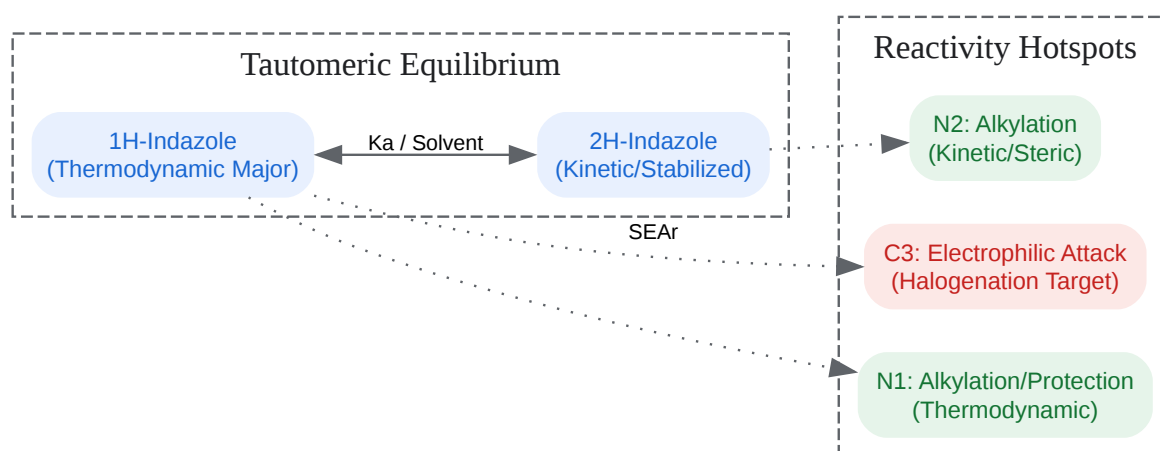 Tautomeric Equilibrium
1H-Indazole
(Thermodynamic Major)
Ka / Solvent
2H-Indazole
(Kinetic/Stabilized)
SEAr
Reactivity Hotspots
N2: Alkylation
(Kinetic/Steric)
C3: Electrophilic Attack
(Halogenation Target)
N1: Alkylation/Protection
(Thermodynamic)